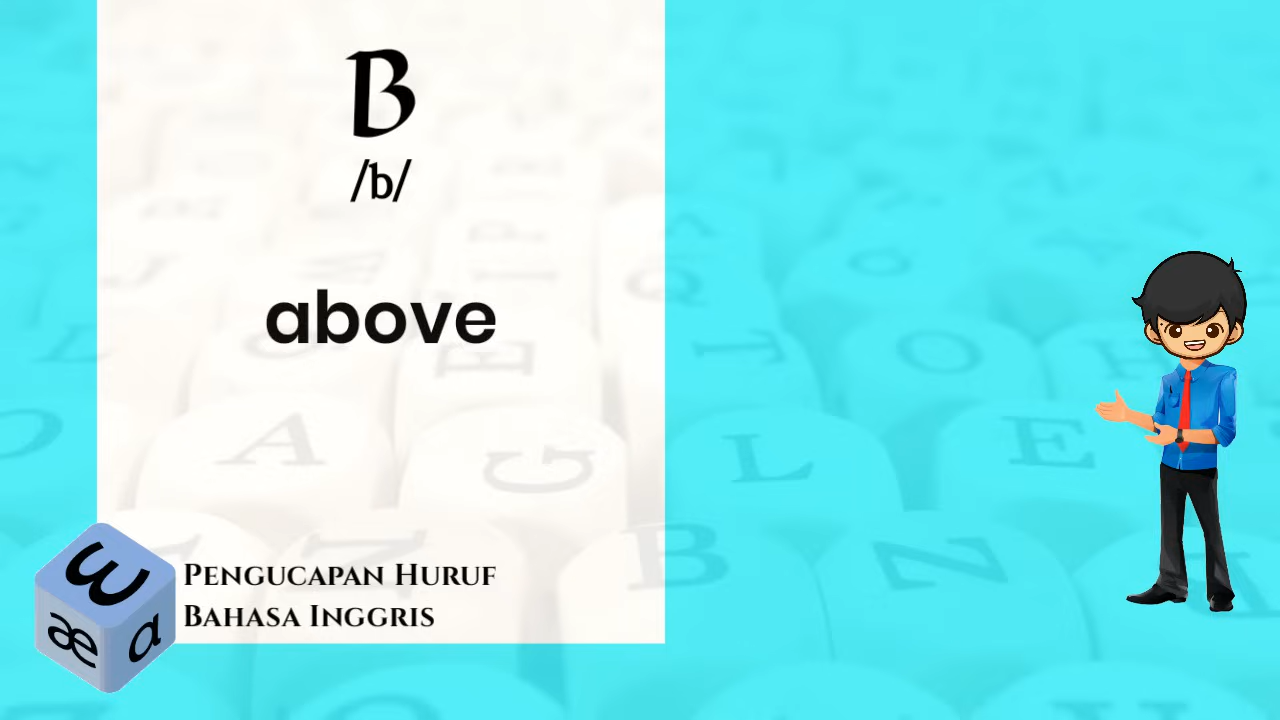 B
/b/
above
Pengucapan Huruf
Bahasa Inggris
ω
æ
a